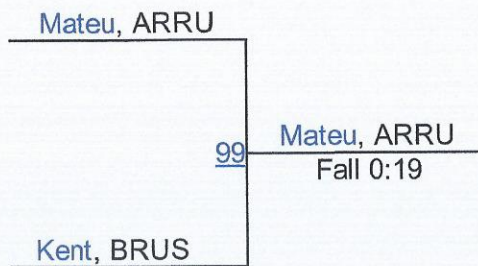 Mateu, ARRU
99
Mateu, ARRU
Fall 0:19
Kent, BRUS